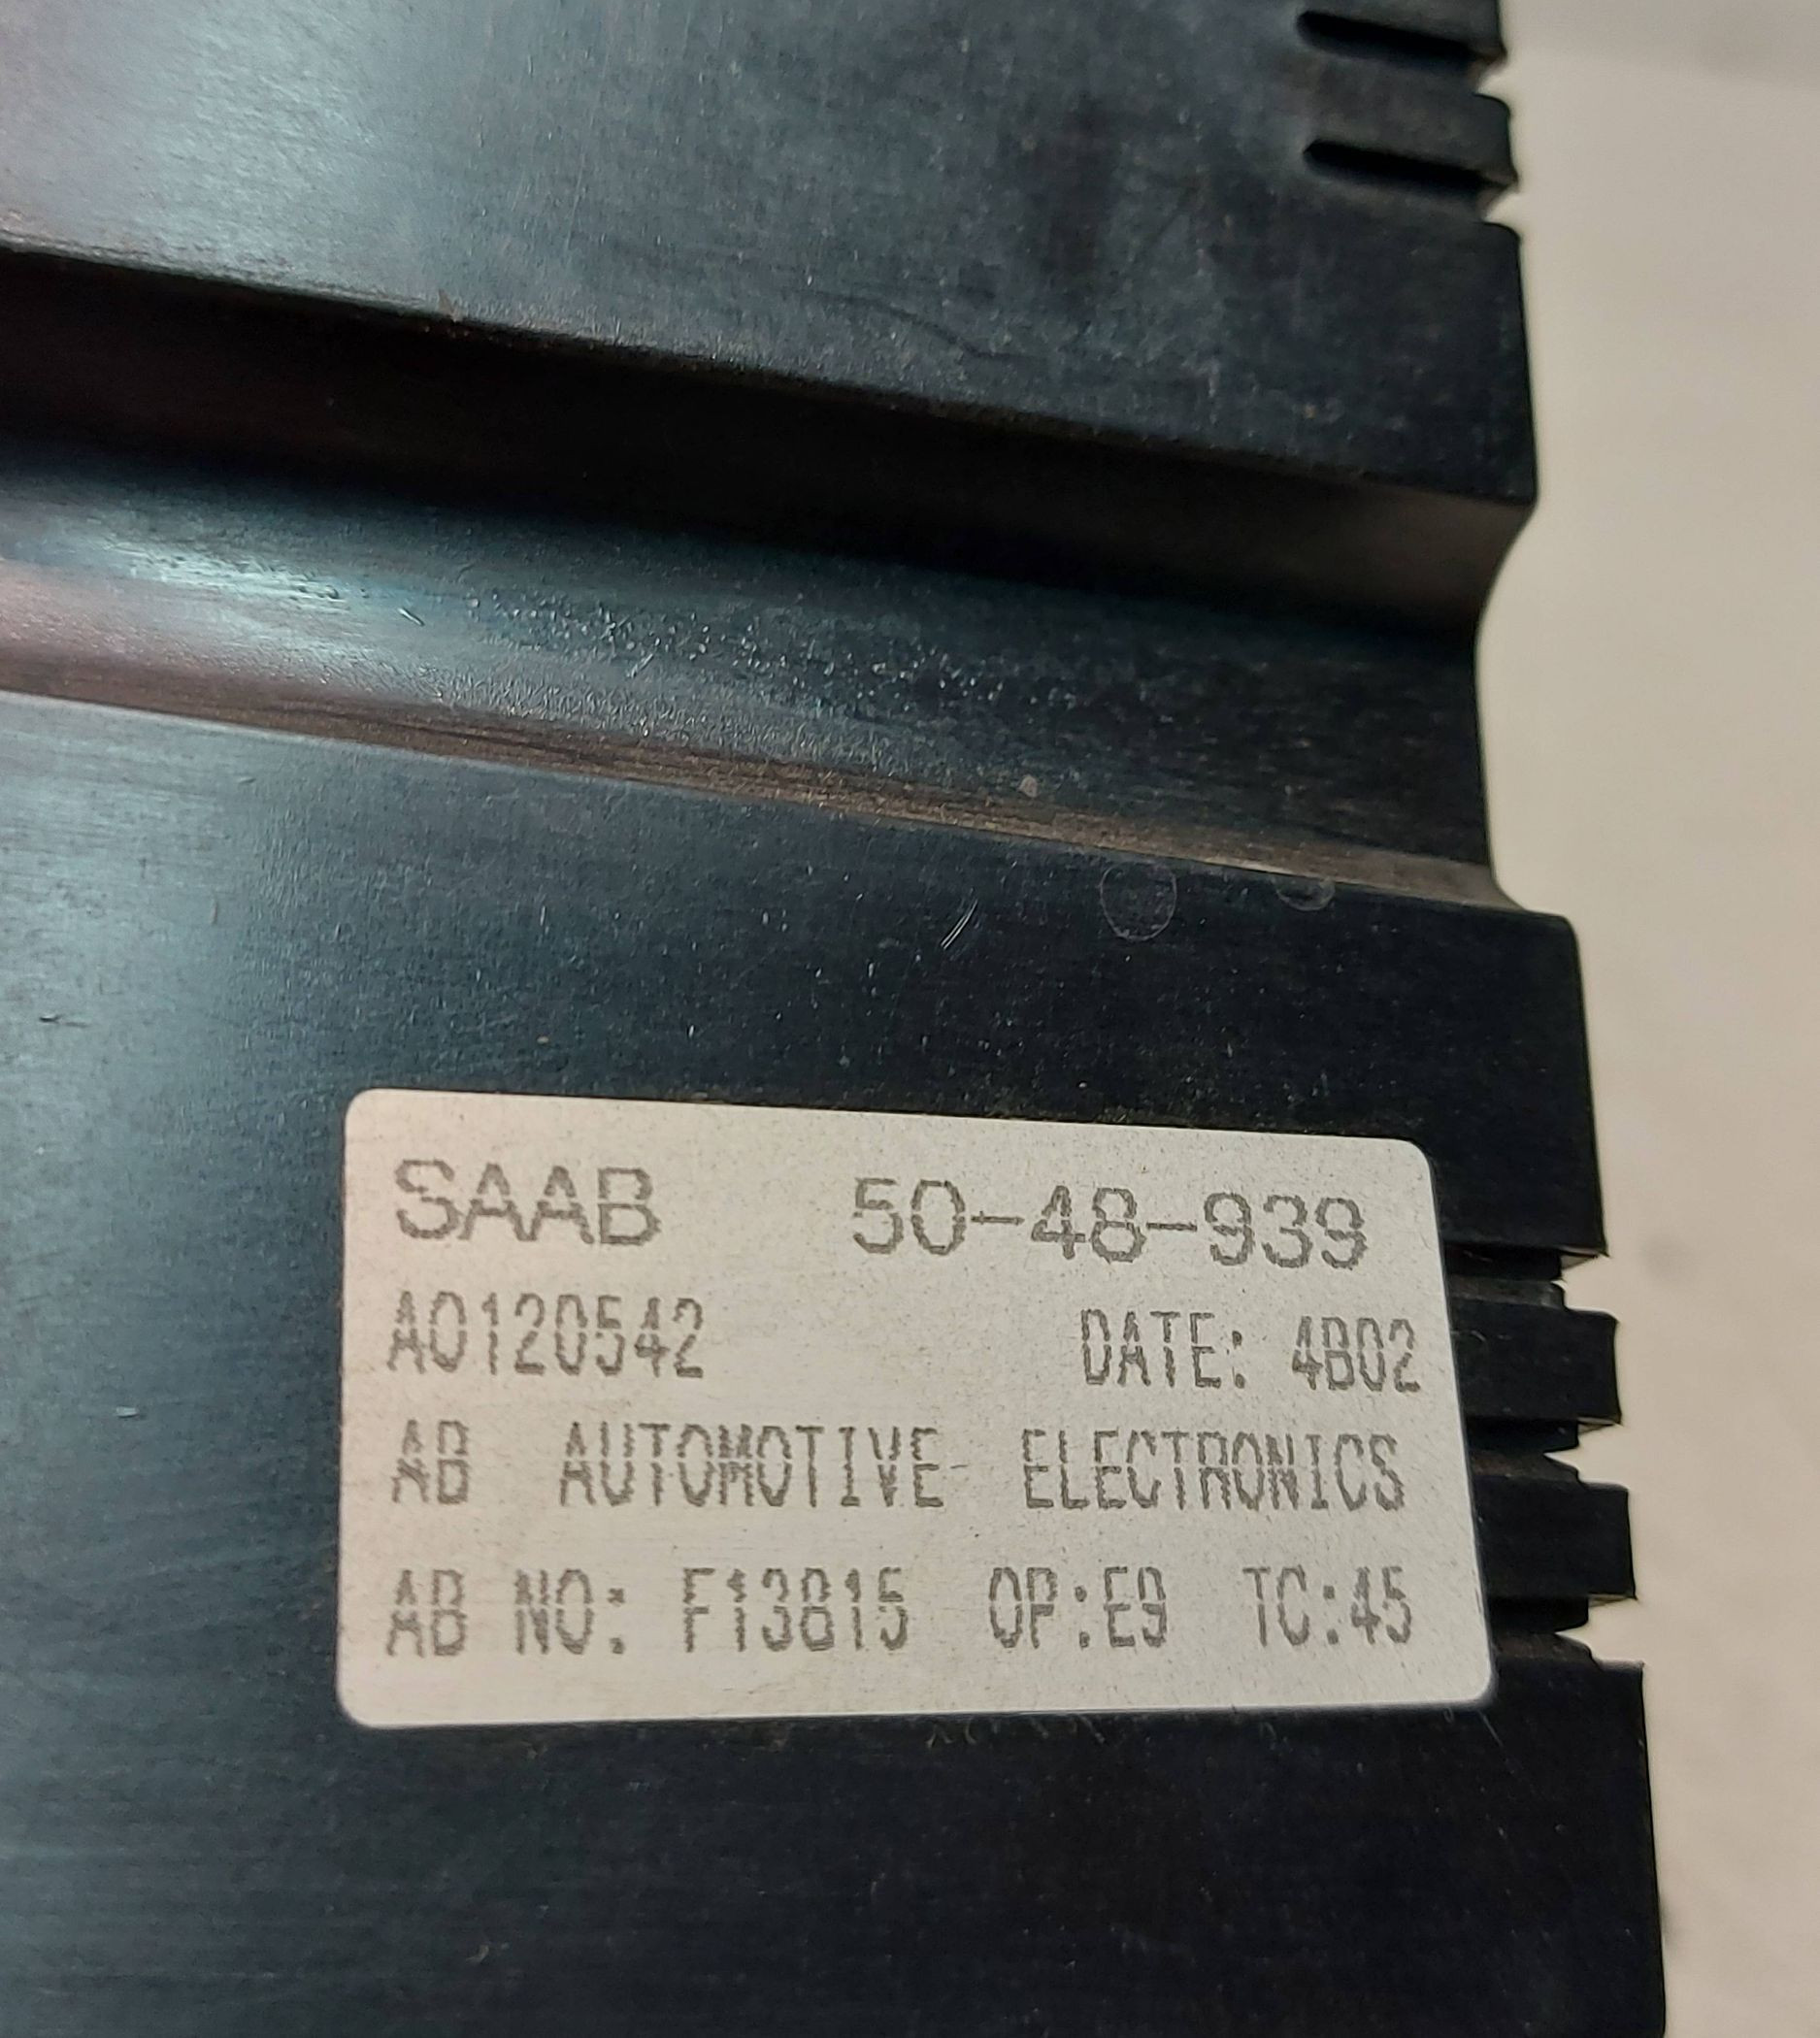 SAAB 50-48-939
A0120542 DATE: 4B02
AB AUTOMOTIVE ELECTRONICS
AB NO: F13815 OP:E9 TC:45